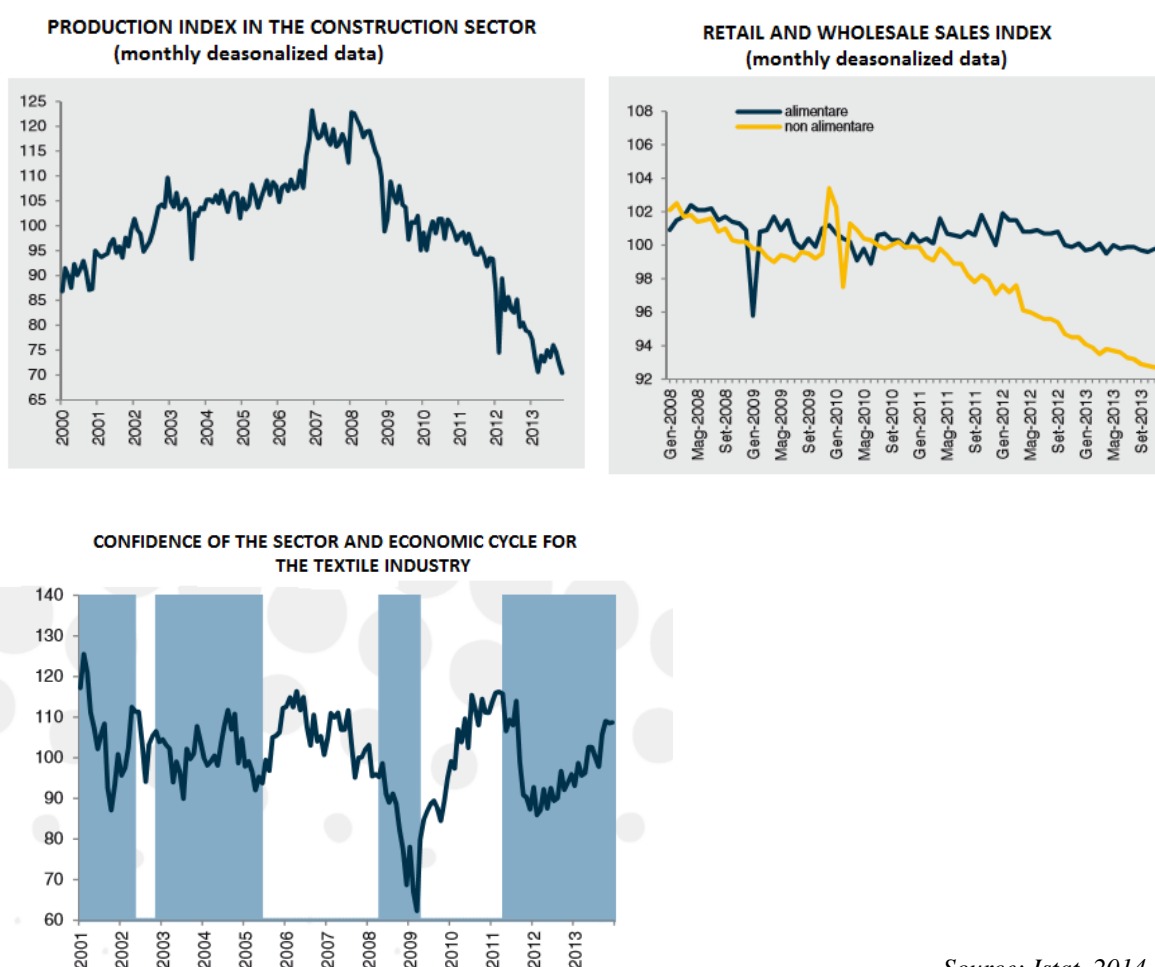 PRODUCTION INDEX IN THE CONSTRUCTION SECTOR
(monthly deasonalized data)
125
120
115
110
105
100
95
90
85
80
75
70
65
2000
2001
2002
2003
2004
2005
2006
2007
2008
2009
2010
2011
2012
2013
RETAIL AND WHOLESALE SALES INDEX
(monthly deasonalized data)
alimentare
non alimentare
108
106
104
102
100
98
96
94
92
Gen-2008
Mag-2008
Set-2008
Gen-2009
Mag-2009
Set-2009
Gen-2010
Mag-2010
Set-2010
Gen-2011
Mag-2011
Set-2011
Gen-2012
Mag-2012
Set-2012
Gen-2013
Mag-2013
Set-2013
CONFIDENCE OF THE SECTOR AND ECONOMIC CYCLE FOR
THE TEXTILE INDUSTRY
140
130
120
110
100
90
80
70
60
2001
2002
2003
2004
2005
2006
2007
2008
2009
2010
2011
2012
2013
Source: Istat, 2014